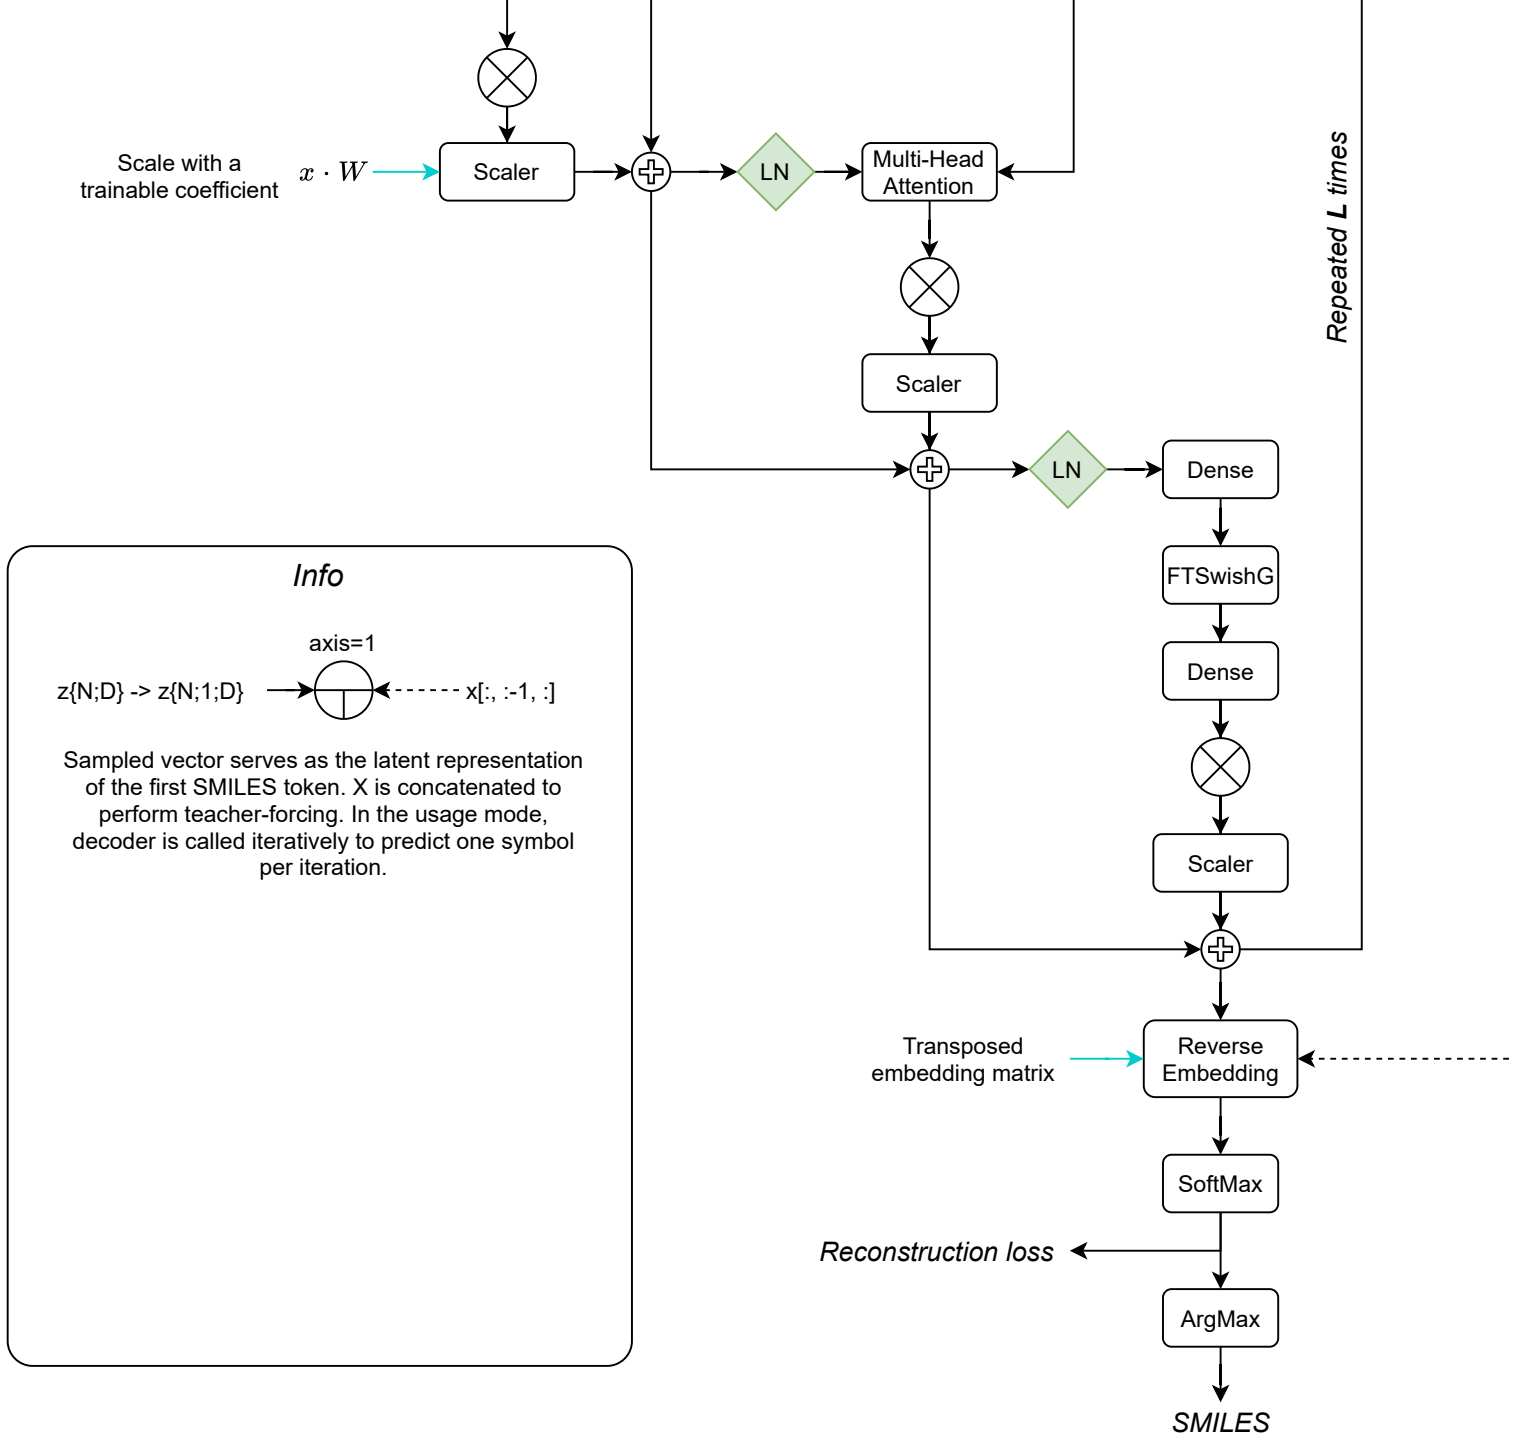 Scale with a
trainable coefficient
x · W
Scaler
LN
Multi-Head
Attention
Repeated L times
Scaler
LN
Dense
FTSwishG
Dense
Scaler
Info
axis=1
z{N;D} -> z{N;1;D}
x[:, :-1, :]
Sampled vector serves as the latent representation
of the first SMILES token. X is concatenated to
perform teacher-forcing. In the usage mode,
decoder is called iteratively to predict one symbol
per iteration.
Transposed
embedding matrix
Reverse
Embedding
SoftMax
Reconstruction loss
ArgMax
SMILES